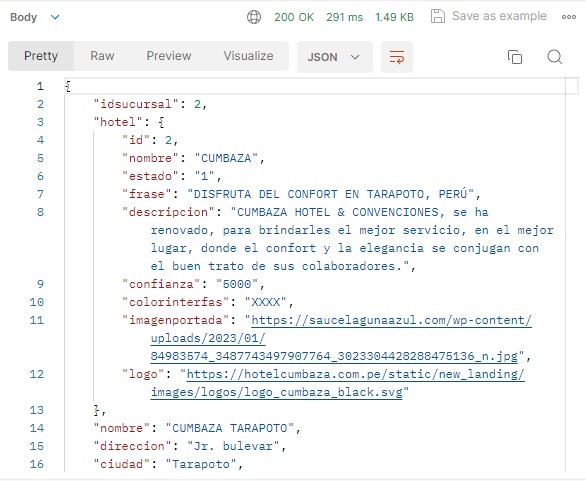 Body 200 OK 291 ms 1.49 KB Save as example
Pretty Raw Preview Visualize JSON
1 {
2 "idsucursal": 2,
3 "hotel": {
4 "id": 2,
5 "nombre": "CUMBAZA",
6 "estado": "1",
7 "frase": "DISFRUTA DEL CONFORT EN TARAPOTO, PERÚ",
8 "descripcion": "CUMBAZA HOTEL & CONVENCIONES, se ha
renovado, para brindarles el mejor servicio, en el mejor
lugar, donde el confort y la elegancia se conjugan con
el buen trato de sus colaboradores.",
9 "confianza": "5000",
10 "colorinterfas": "XXXX",
11 "imagenportada": "https://saucelagunaazul.com/wp-content/
uploads/2023/01/
84983574_3487743497907764_3023304428288475136_n.jpg",
12 "logo": "https://hotelcumbaza.com.pe/static/new_landing/
images/logos/logo_cumbaza_black.svg"
13 },
14 "nombre": "CUMBAZA TARAPOTO",
15 "direccion": "Jr. bulevar",
16 "ciudad": "Tarapoto",